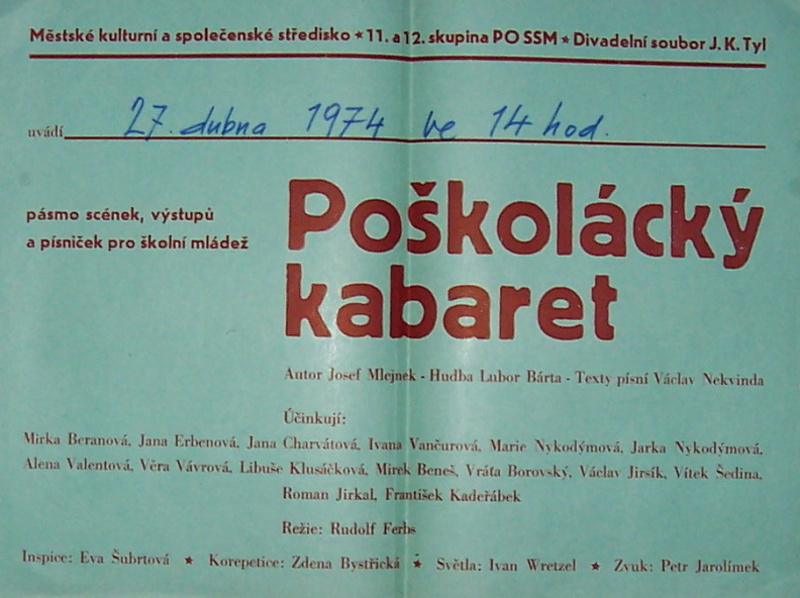 Městské kulturní a společenské středisko ★ 11. a 12. skupina PO SSM ★ Divadelní soubor J. K. Tyl
uvádí 27. dubna 1974 ve 14 hod.
pásmo scének, výstupů
a písniček pro školní mládež
Poškolácký
kabaret
Autor Josef Mlejnek - Hudba Lubor Bárta - Texty písní Václav Nekvinda
Účinkují:
Mirka Beranová, Jana Erbenová, Jana Charvátová, Ivana Vančurová, Marie Nykodýmová, Jarka Nykodýmová,
Alena Valentová, Věra Vávrová, Libuše Klusáčková, Mirek Beneš, Vráťa Borovský, Václav Jirsík, Vítek Šedina,
Roman Jirkal, František Kadeřábek
Režie: Rudolf Ferbs
Inspice: Eva Šubrtová ★ Korepetice: Zdena Bystřická ★ Světla: Ivan Wretzel ★ Zvuk: Petr Jarolímek